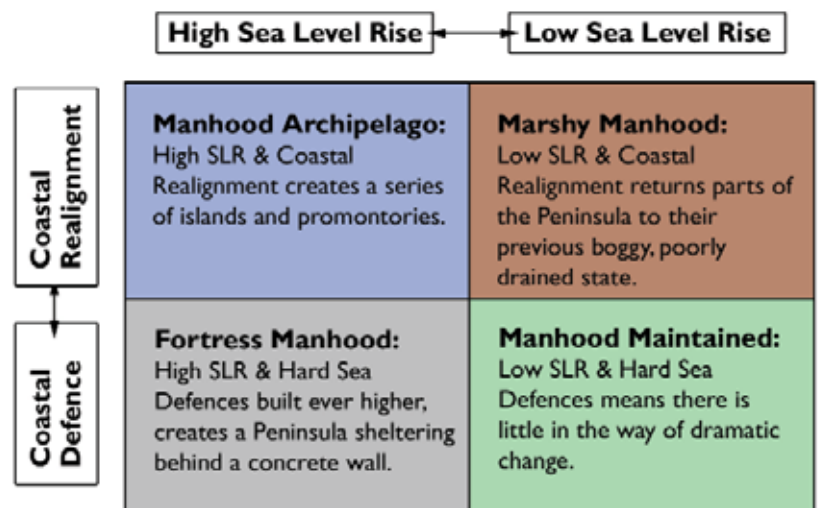 High Sea Level Rise
Low Sea Level Rise
Coastal
Realignment
Manhood Archipelago:
High SLR & Coastal
Realignment creates a series
of islands and promontories.
Marshy Manhood:
Low SLR & Coastal
Realignment returns parts of
the Peninsula to their
previous boggy, poorly
drained state.
Coastal
Defence
Fortress Manhood:
High SLR & Hard Sea
Defences built ever higher,
creates a Peninsula sheltering
behind a concrete wall.
Manhood Maintained:
Low SLR & Hard Sea
Defences means there is
little in the way of dramatic
change.